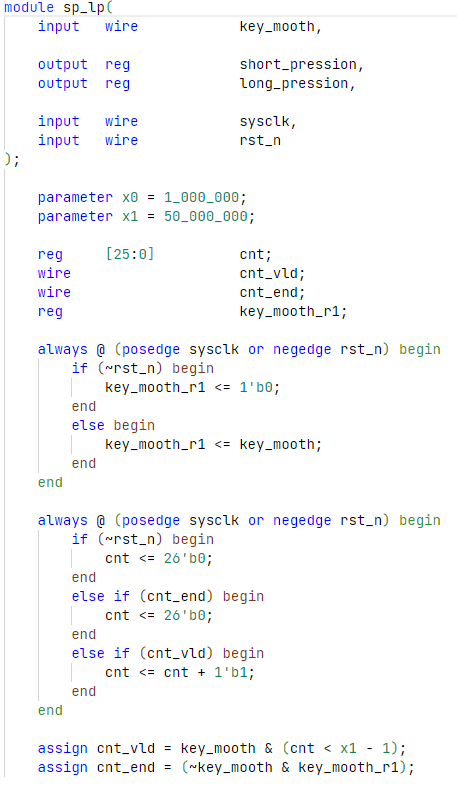 module sp_lp(
    input   wire            key_mooth,
    output  reg             short_pression,
    output  reg             long_pression,
    input   wire            sysclk,
    input   wire            rst_n
);
    parameter x0 = 1_000_000;
    parameter x1 = 50_000_000;
    reg     [25:0]          cnt;
    wire                    cnt_vld;
    wire                    cnt_end;
    reg                     key_mooth_r1;
    always @ (posedge sysclk or negedge rst_n) begin
        if (~rst_n) begin
            key_mooth_r1 <= 1'b0;
        end
        else begin
            key_mooth_r1 <= key_mooth;
        end
    end
    always @ (posedge sysclk or negedge rst_n) begin
        if (~rst_n) begin
            cnt <= 26'b0;
        end
        else if (cnt_end) begin
            cnt <= 26'b0;
        end
        else if (cnt_vld) begin
            cnt <= cnt + 1'b1;
        end
    end
    assign cnt_vld = key_mooth & (cnt < x1 - 1);
    assign cnt_end = (~key_mooth & key_mooth_r1);